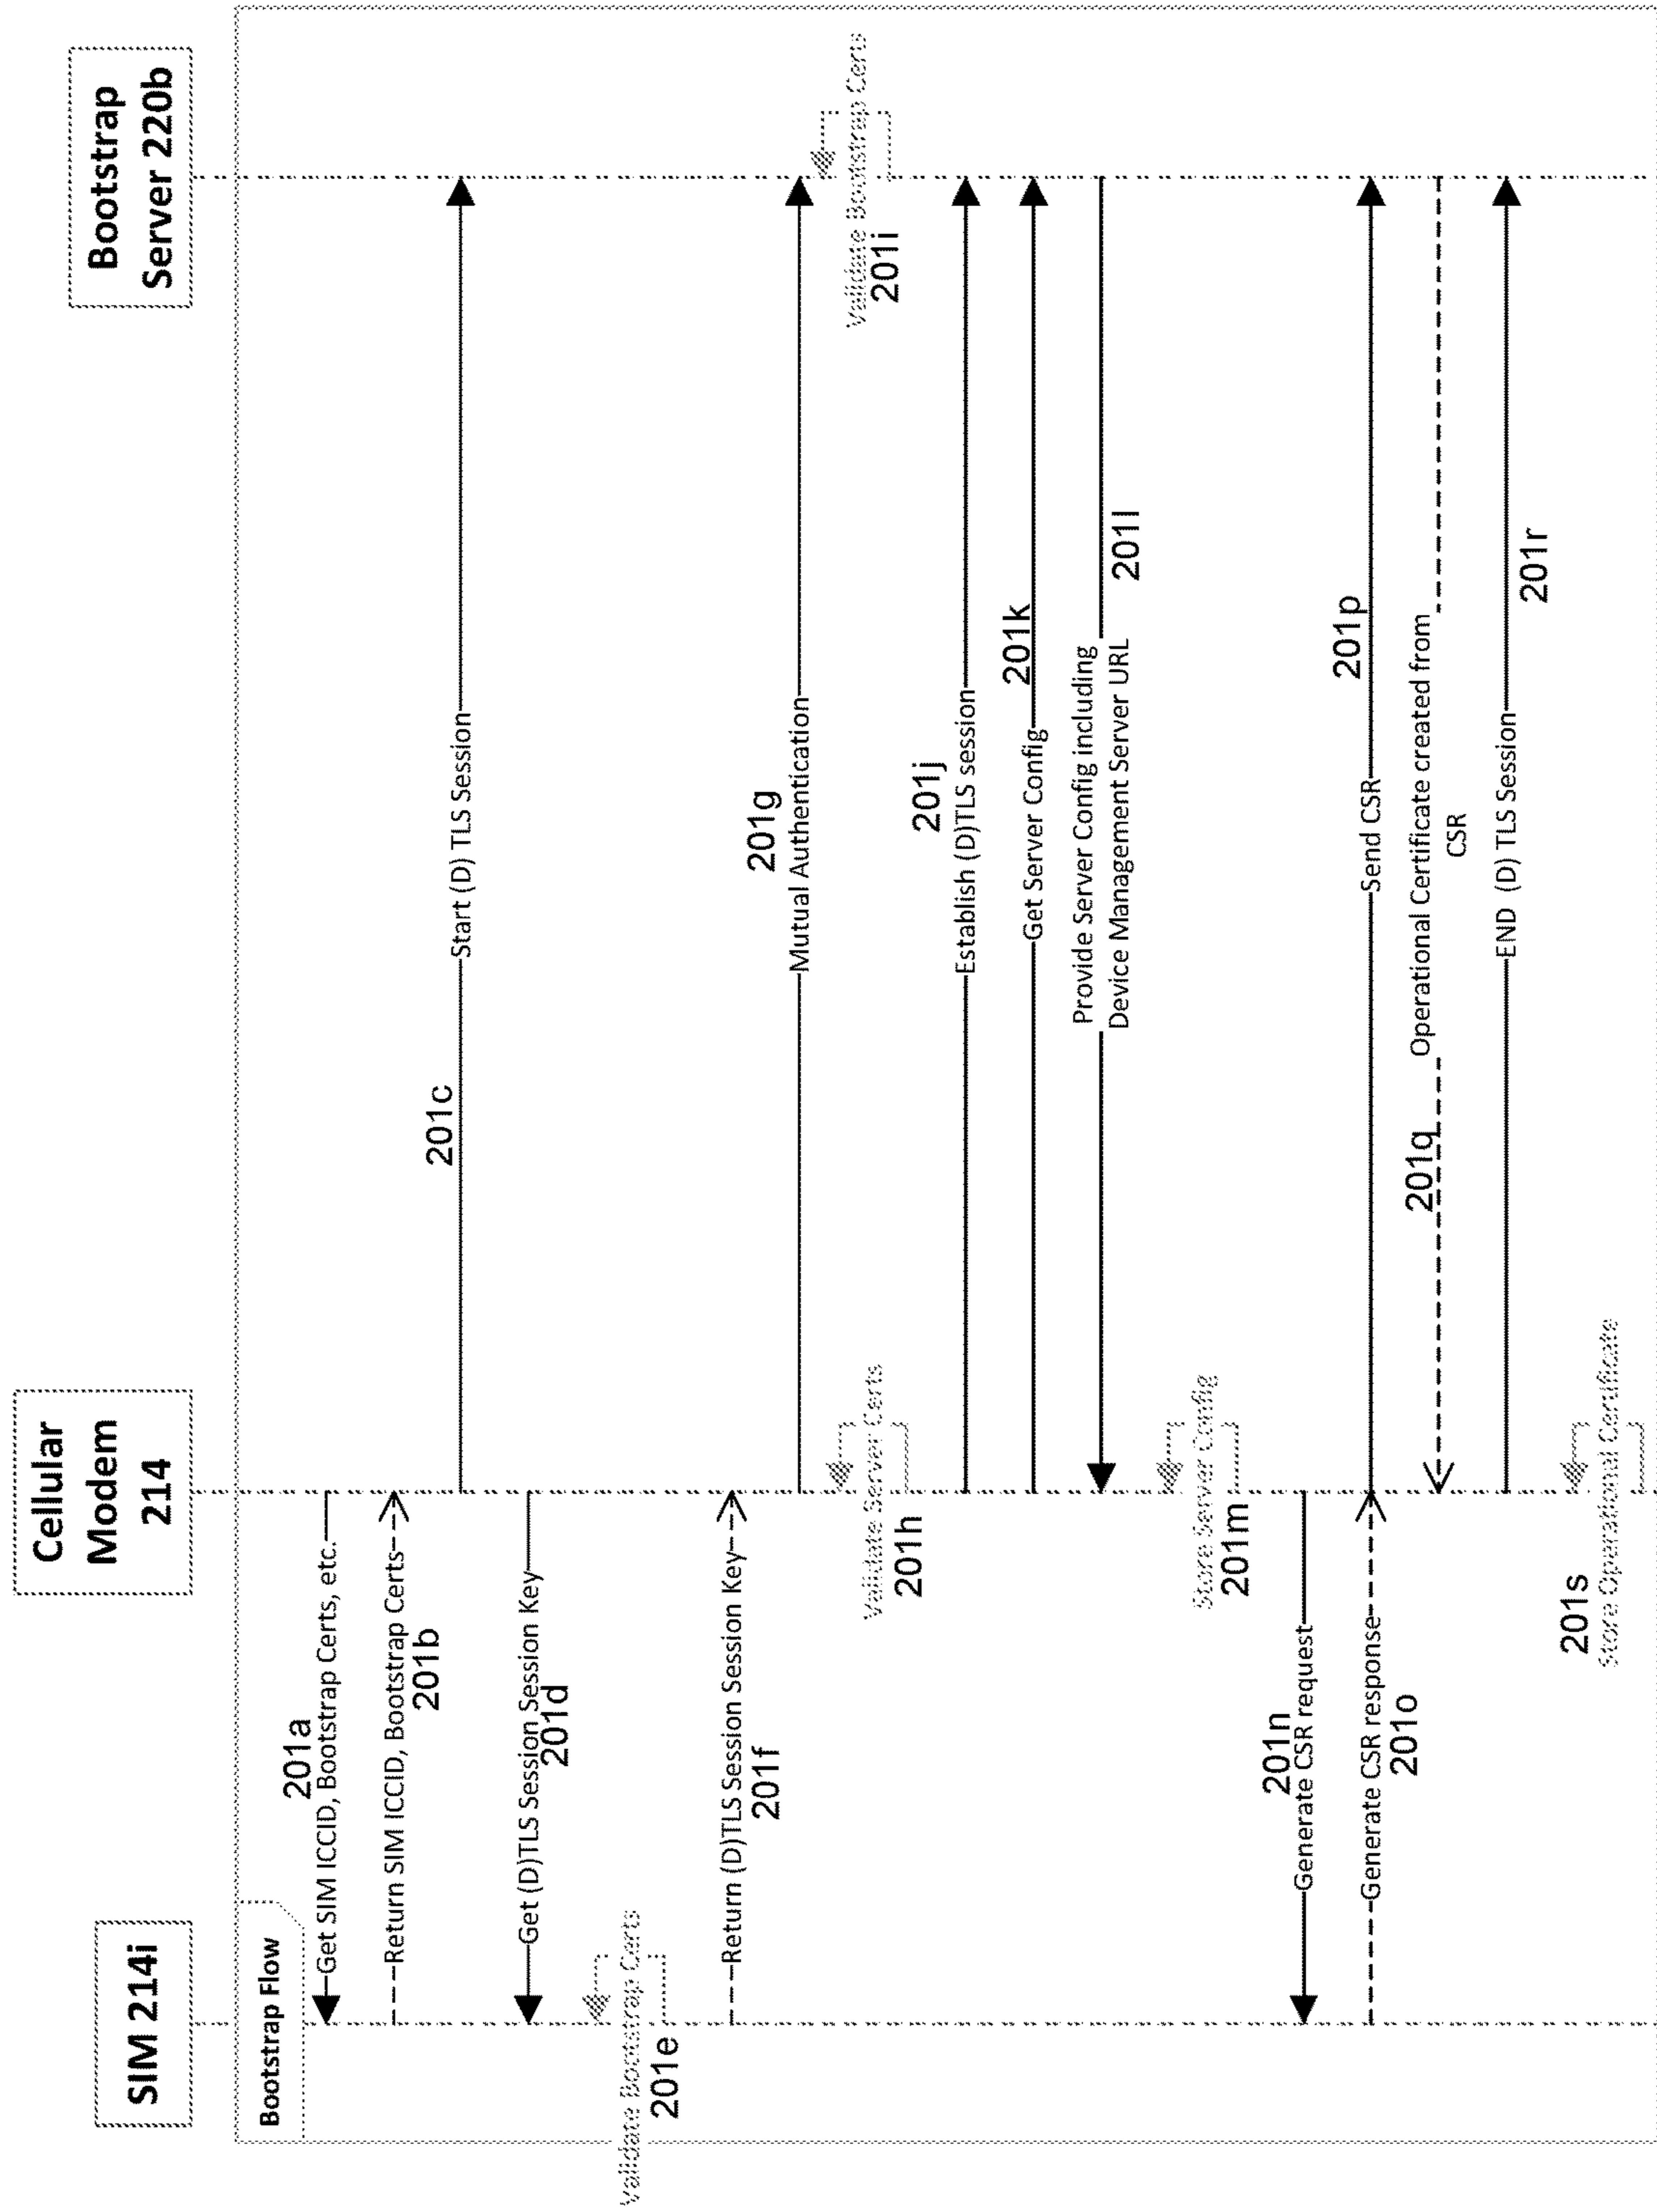 SIM 214i
Cellular
Modem
214
Bootstrap
Server 220b
Bootstrap Flow
201a
Get SIM ICCID, Bootstrap Certs, etc.
Return SIM ICCID, Bootstrap Certs
201b
201c
Start (D) TLS Session
Get (D)TLS Session Session Key
201d
Validate Bootstrap Certs
201e
Return (D)TLS Session Session Key
201f
201g
Mutual Authentication
Validate Server Certs
201h
Validate Bootstrap Certs
201i
201j
Establish (D)TLS session
201k
Get Server Config
Provide Server Config including
Device Management Server URL
201l
Store Server Config
201m
201n
Generate CSR request
Generate CSR response
201o
201p
Send CSR
201q
Operational Certificate created from
CSR
END (D) TLS Session
201r
201s
Store Operational Certificate